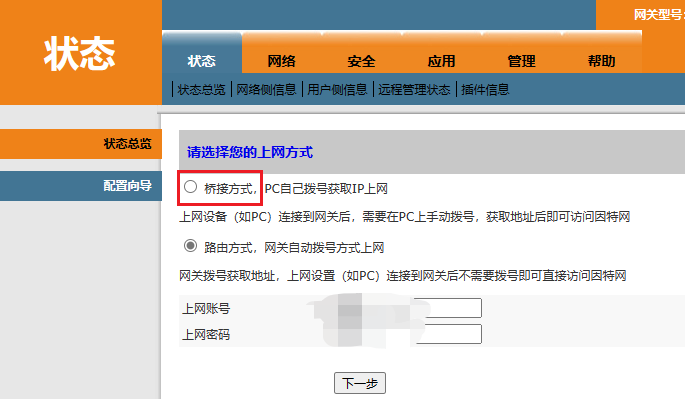 网关型号:
状态
状态 网络 安全 应用 管理 帮助
状态总览 网络侧信息 用户侧信息 远程管理状态 插件信息
状态总览
配置向导
请选择您的上网方式
桥接方式，PC自己拨号获取IP上网
上网设备（如PC）连接到网关后，需要在PC上手动拨号，获取地址后即可访问因特网
路由方式，网关自动拨号方式上网
网关拨号获取地址，上网设置（如PC）连接到网关后不需要拨号即可直接访问因特网
上网账号
上网密码
下一步